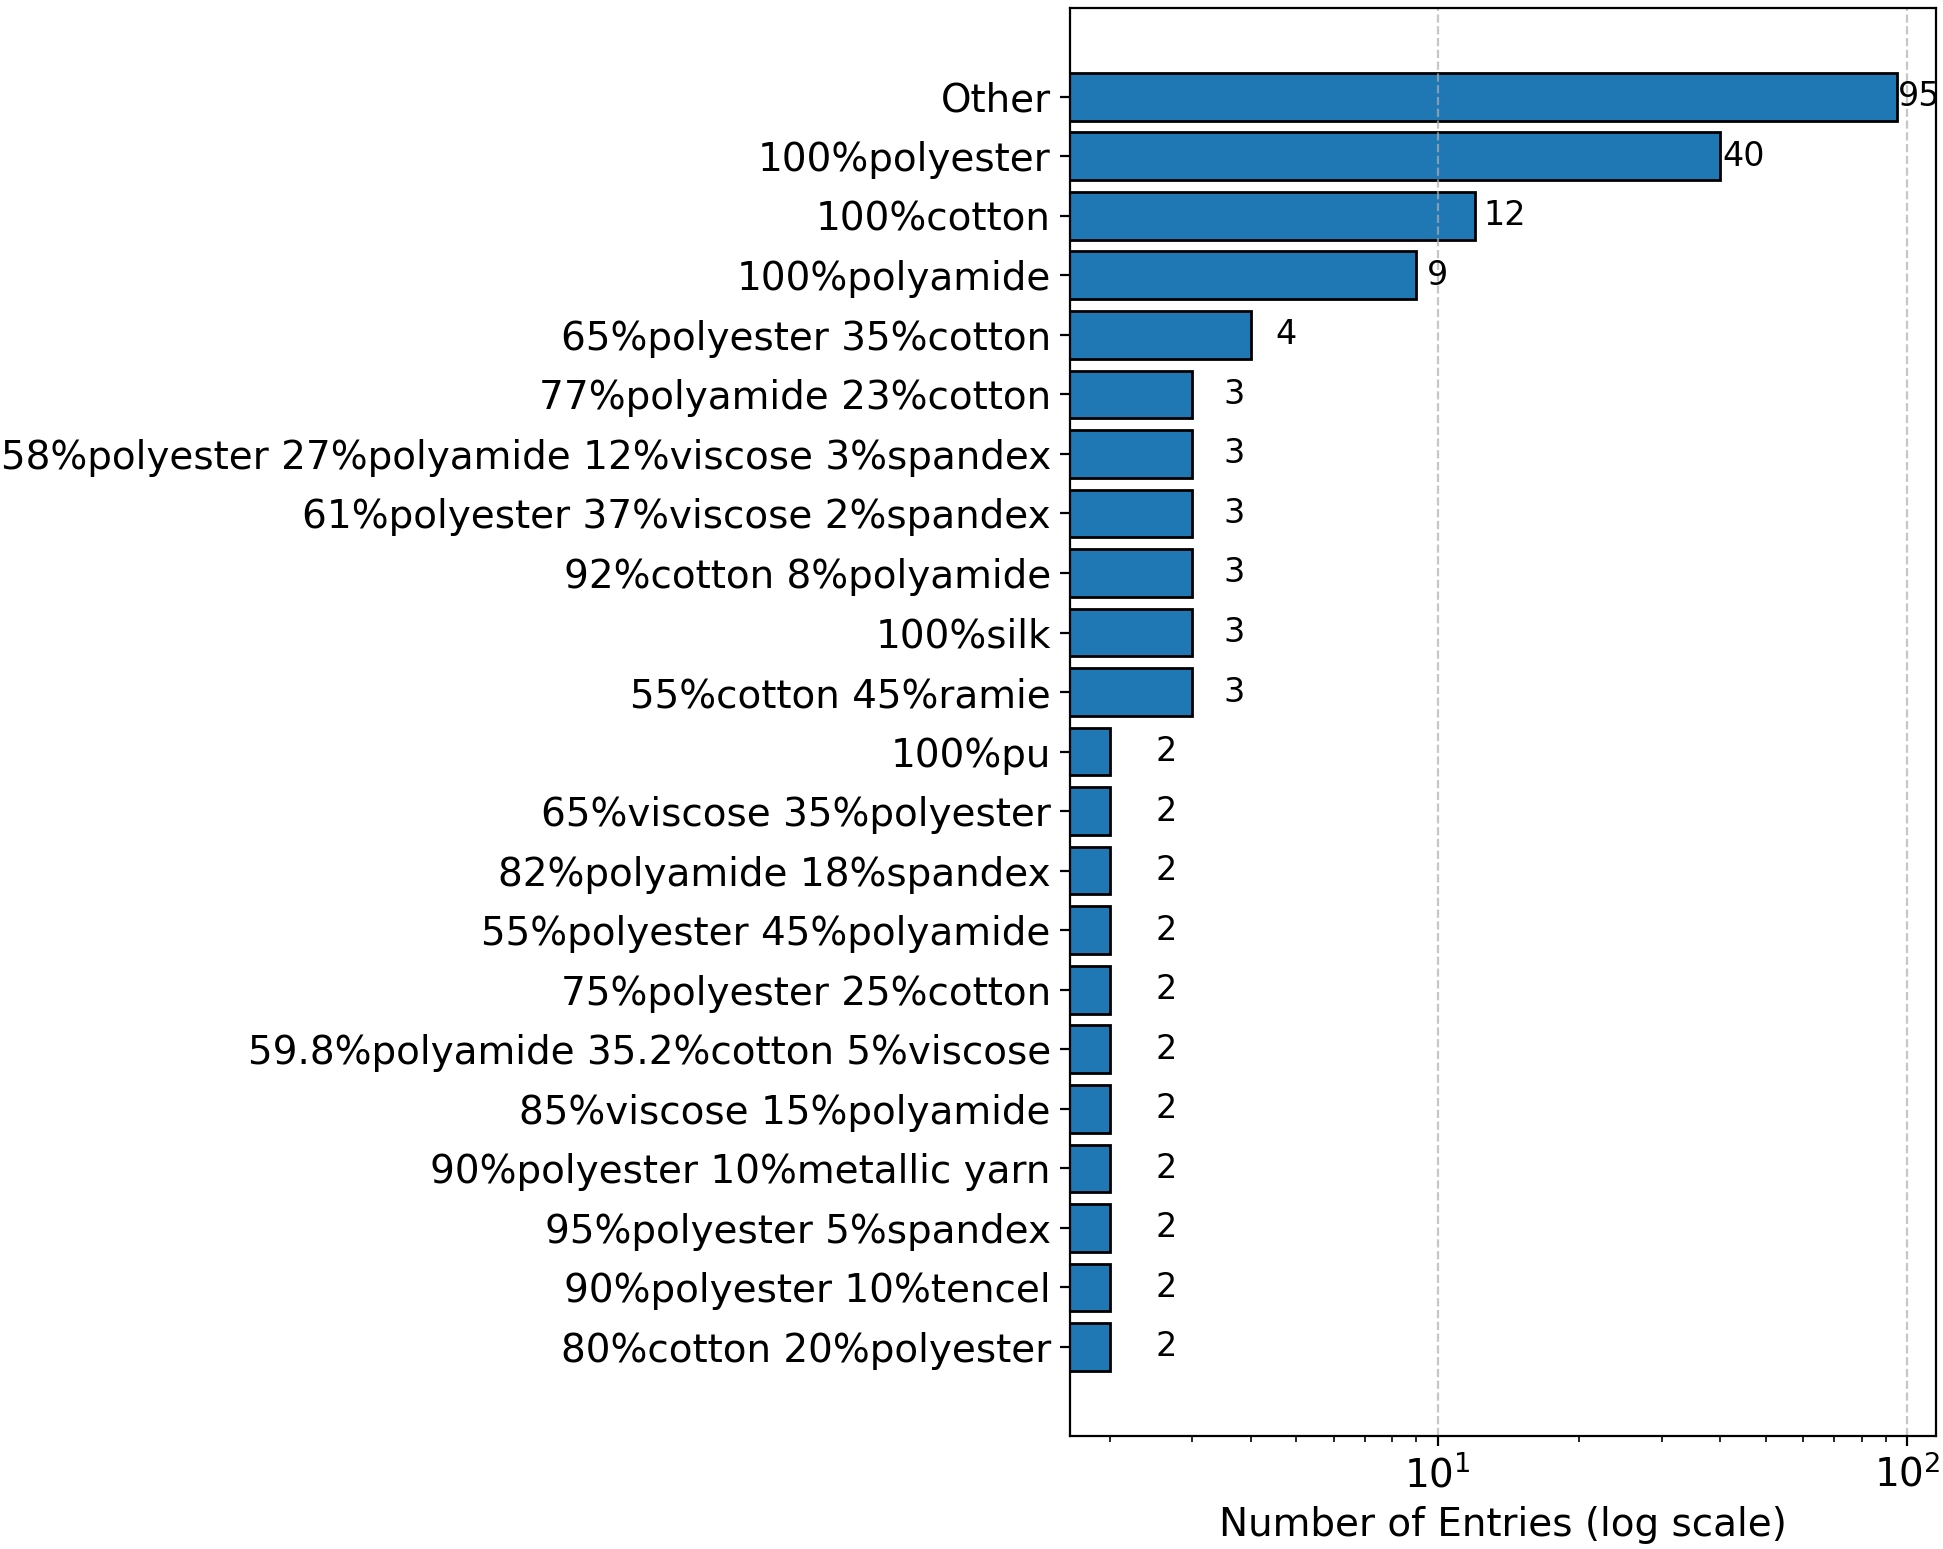 Other 95
100%polyester 40
100%cotton 12
100%polyamide 9
65%polyester 35%cotton 4
77%polyamide 23%cotton 3
58%polyester 27%polyamide 12%viscose 3%spandex 3
61%polyester 37%viscose 2%spandex 3
92%cotton 8%polyamide 3
100%silk 3
55%cotton 45%ramie 3
100%pu 2
65%viscose 35%polyester 2
82%polyamide 18%spandex 2
55%polyester 45%polyamide 2
75%polyester 25%cotton 2
59.8%polyamide 35.2%cotton 5%viscose 2
85%viscose 15%polyamide 2
90%polyester 10%metallic yarn 2
95%polyester 5%spandex 2
90%polyester 10%tencel 2
80%cotton 20%polyester 2
10¹ 10²
Number of Entries (log scale)